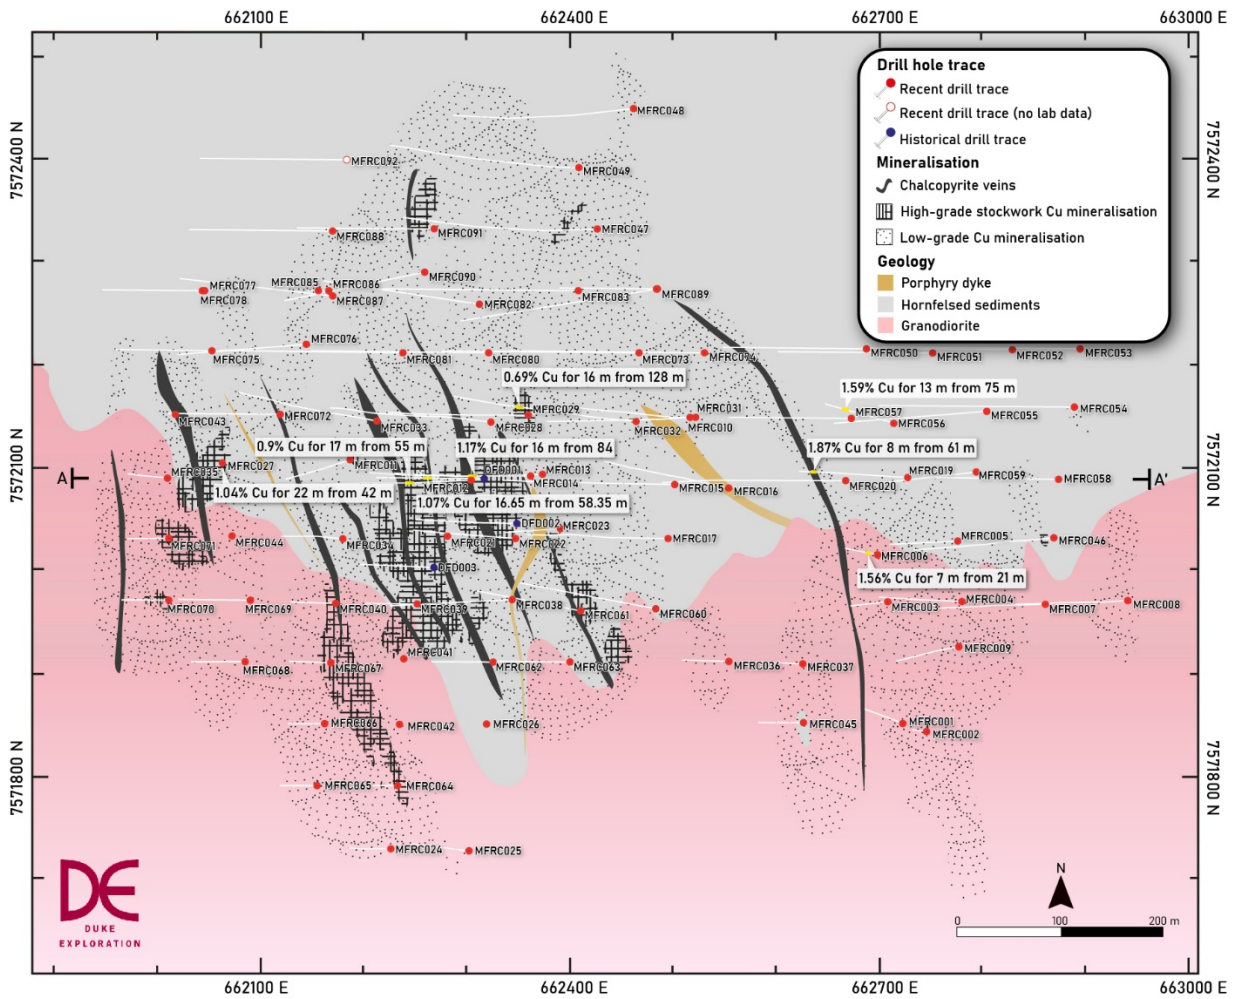 662100 E
662400 E
662700 E
663000 E
7572400 N
7572100 N
7571800 N
7572400 N
7572100 N
7571800 N
Drill hole trace
Recent drill trace
Recent drill trace (no lab data)
Historical drill trace
Mineralisation
Chalcopyrite veins
High-grade stockwork Cu mineralisation
Low-grade Cu mineralisation
Geology
Porphyry dyke
Hornfelsed sediments
Granodiorite
MFRC048
MFRC092
MFRC049
MFRC088
MFRC091
MFRC047
MFRC090
MFRC077
MFRC078
MFRC085
MFRC086
MFRC087
MFRC082
MFRC083
MFRC089
MFRC076
MFRC075
MFRC081
MFRC080
MFRC073
MFRC074
MFRC050
MFRC051
MFRC052
MFRC053
0.69% Cu for 16 m from 128 m
1.59% Cu for 13 m from 75 m
MFRC043
MFRC072
MFRC033
MFRC029
MFRC028
MFRC031
MFRC032
MFRC010
MFRC057
MFRC056
MFRC055
MFRC054
0.9% Cu for 17 m from 55 m
1.17% Cu for 16 m from 84
1.87% Cu for 8 m from 61 m
A
MFRC035
MFRC027
DFD001
MFRC013
MFRC014
MFRC015
MFRC016
MFRC019
MFRC020
MFRC059
MFRC058
A'
1.04% Cu for 22 m from 42 m
1.07% Cu for 16.65 m from 58.35 m
MFRC071
MFRC044
MFRC034
DFD002
MFRC023
MFRC022
MFRC017
MFRC005
MFRC046
MFRC006
DFD003
1.56% Cu for 7 m from 21 m
MFRC070
MFRC069
MFRC040
MFRC039
MFRC038
MFRC061
MFRC060
MFRC003
MFRC004
MFRC007
MFRC008
MFRC041
MFRC068
MFRC067
MFRC062
MFRC063
MFRC036
MFRC037
MFRC009
MFRC066
MFRC042
MFRC026
MFRC045
MFRC001
MFRC002
MFRC065
MFRC064
MFRC024
MFRC025
DE
DUKE
EXPLORATION
N
0
100
200 m
662100 E
662400 E
662700 E
663000 E